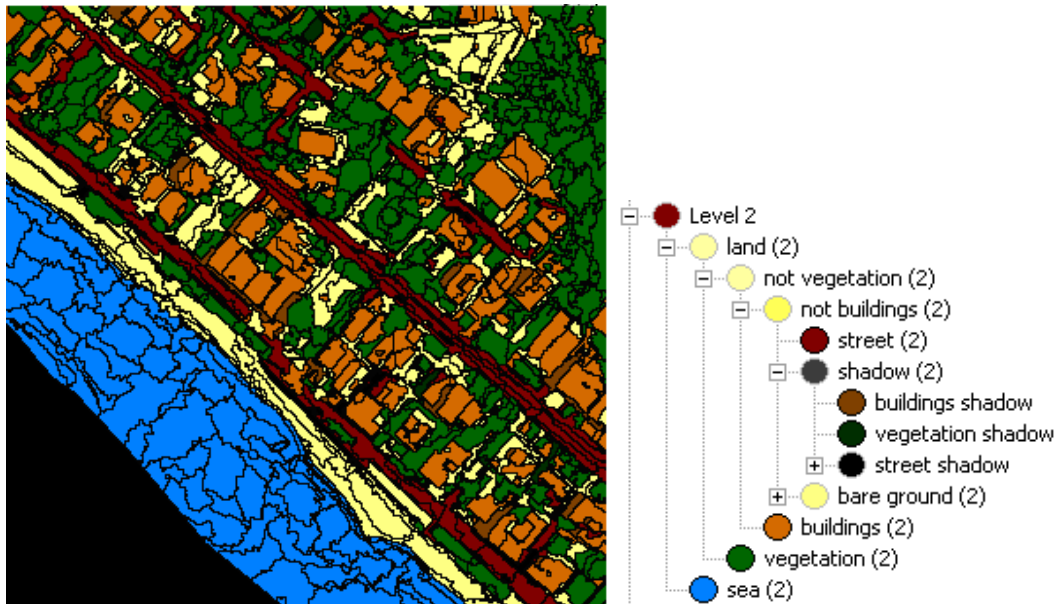 Level 2
land (2)
not vegetation (2)
not buildings (2)
street (2)
shadow (2)
buildings shadow
vegetation shadow
street shadow
bare ground (2)
buildings (2)
vegetation (2)
sea (2)